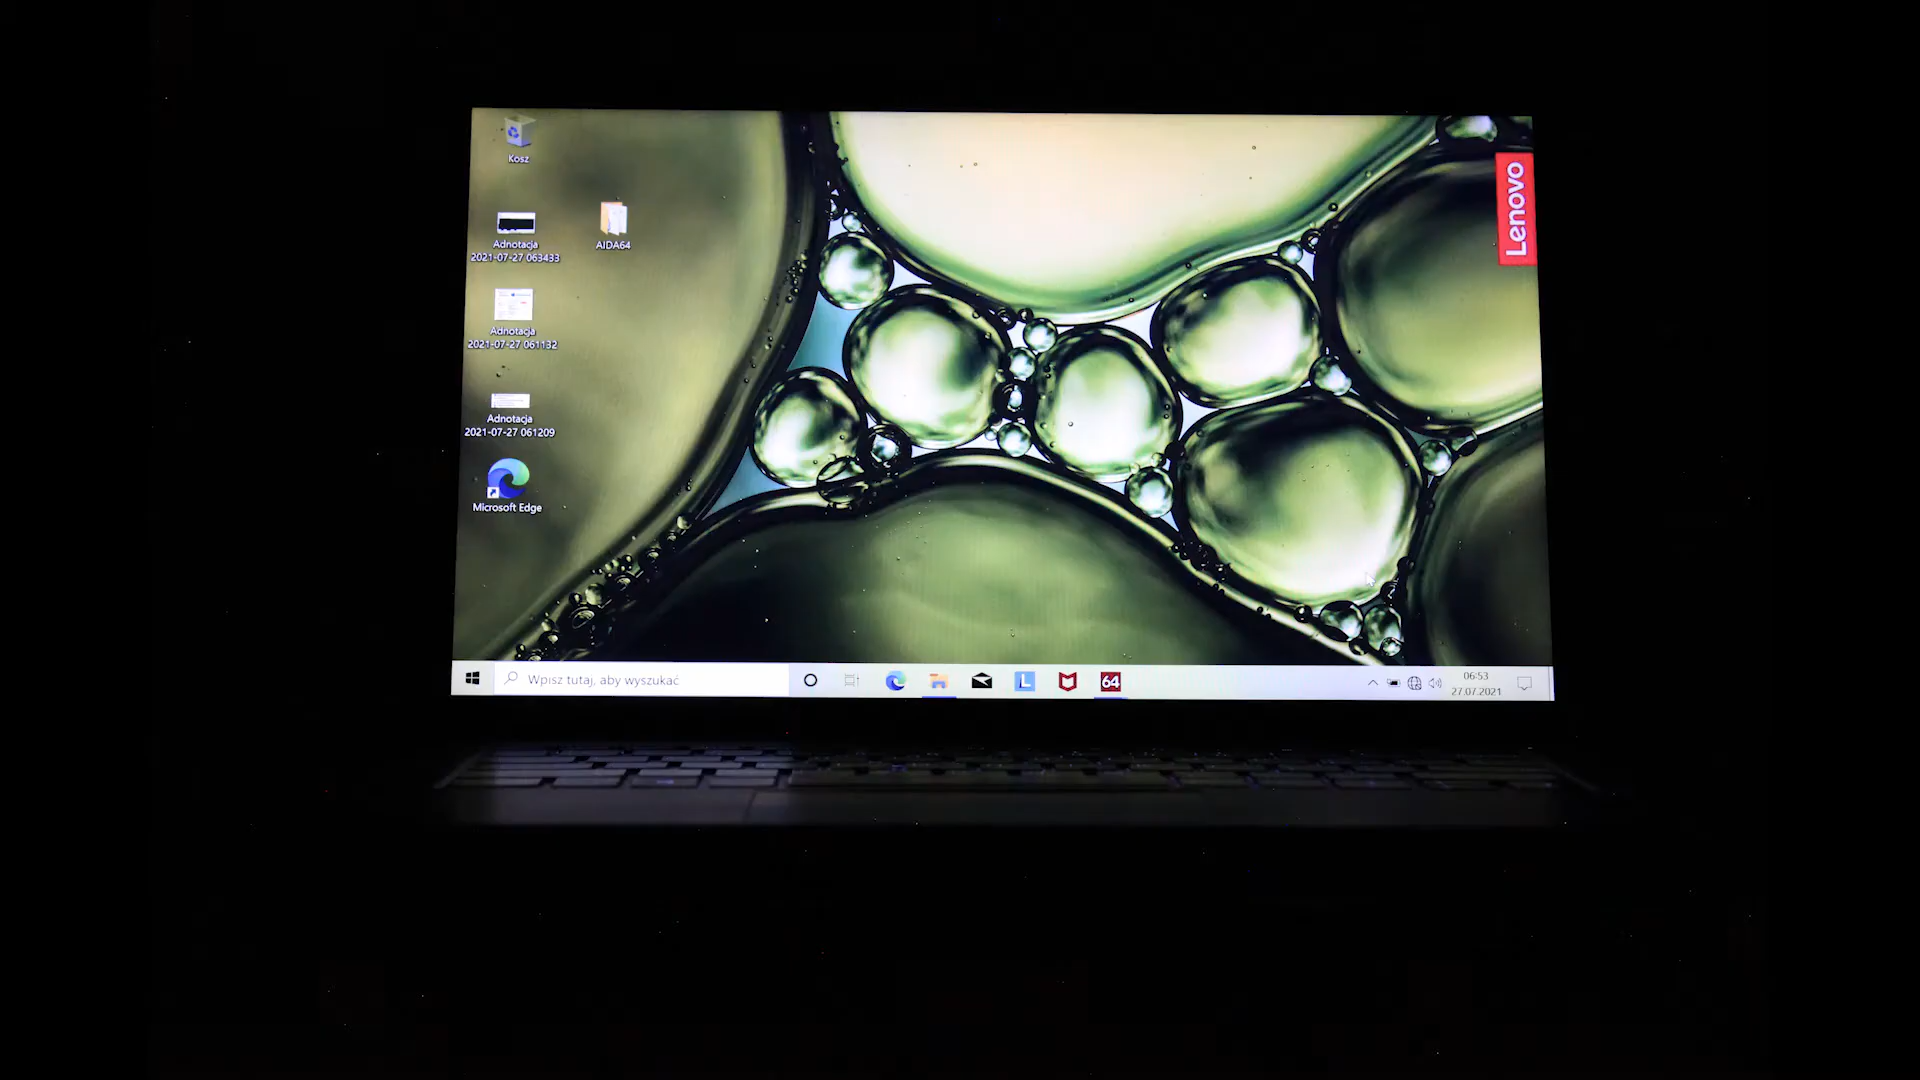 Kosz
Adnotacja
2021-07-27 063433
AIDA64
Adnotacja
2021-07-27 061132
Adnotacja
2021-07-27 061209
Microsoft Edge
Lenovo
Wpisz tutaj, aby wyszukać
L
64
06:53
27.07.2021